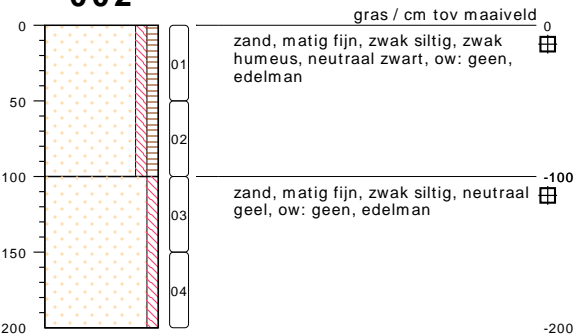 002
gras / cm tov maaiveld
0
0
zand, matig fijn, zwak siltig, zwak
humeus, neutraal zwart, ow: geen,
edelman
01
50
02
100
-100
zand, matig fijn, zwak siltig, neutraal
geel, ow: geen, edelman
03
150
04
200
-200